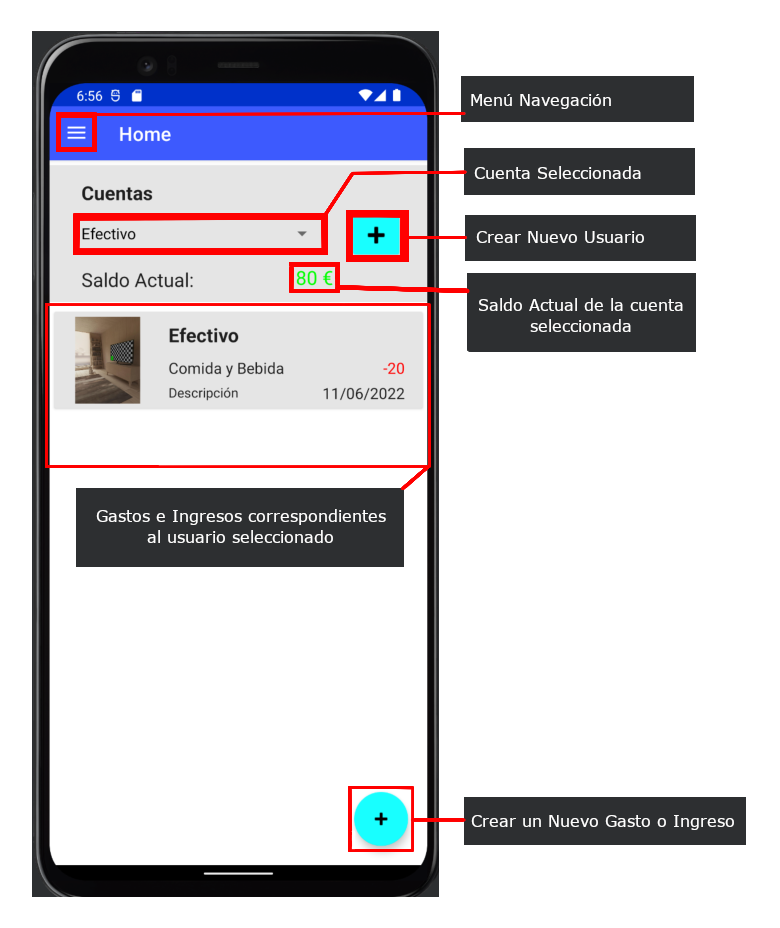 6:56
Menú Navegación
Home
Cuentas
Cuenta Seleccionada
Efectivo
+
Crear Nuevo Usuario
Saldo Actual:
80 €
Saldo Actual de la cuenta
seleccionada
Efectivo
Comida y Bebida
-20
Descripción
11/06/2022
Gastos e Ingresos correspondientes
al usuario seleccionado
+
Crear un Nuevo Gasto o Ingreso